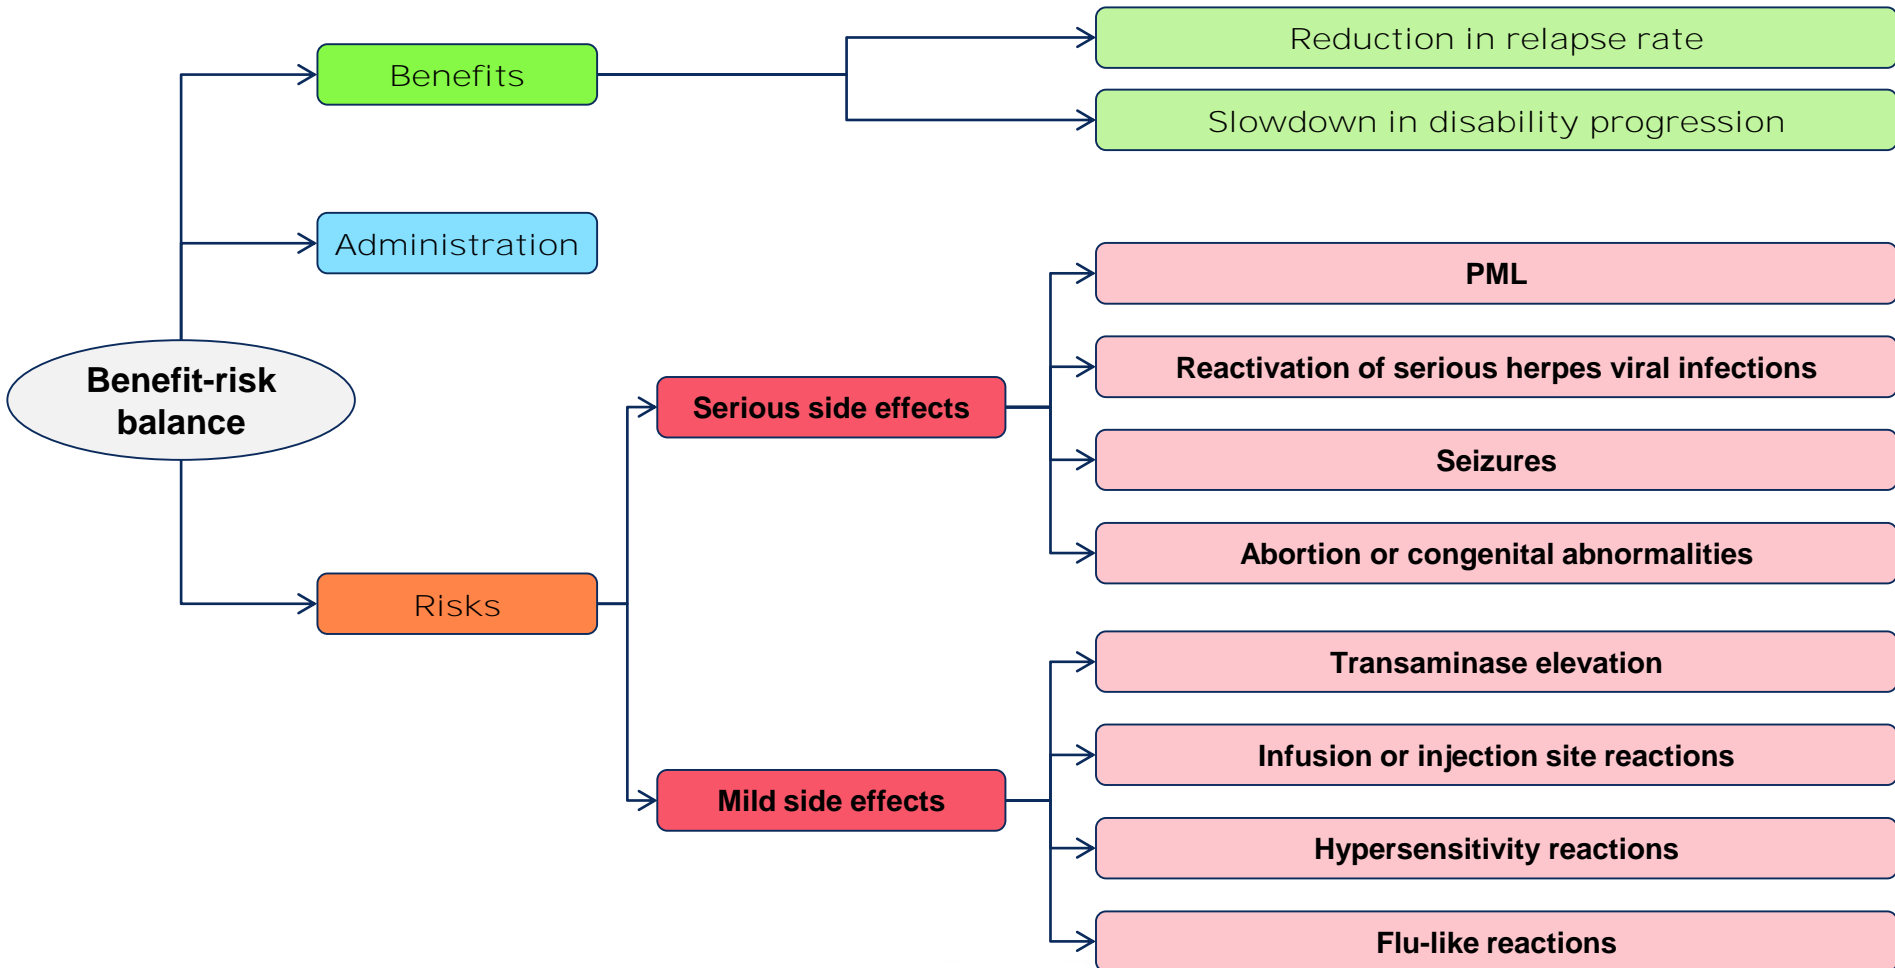 Benefit-risk
balance
Benefits
Reduction in relapse rate
Slowdown in disability progression
Administration
Risks
Serious side effects
PML
Reactivation of serious herpes viral infections
Seizures
Abortion or congenital abnormalities
Mild side effects
Transaminase elevation
Infusion or injection site reactions
Hypersensitivity reactions
Flu-like reactions